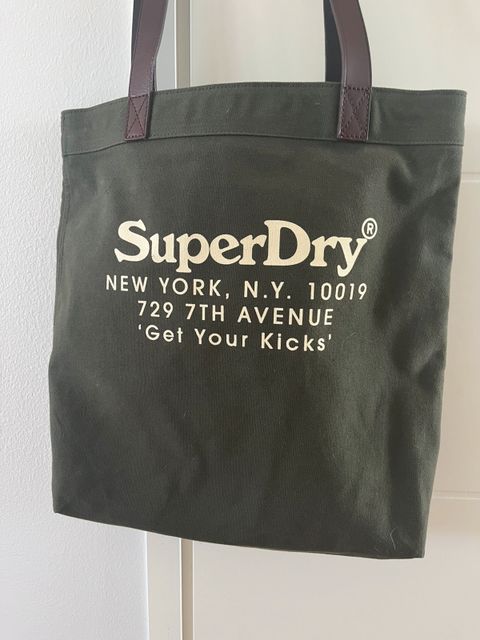 SuperDry®
NEW YORK, N.Y. 10019
729 7TH AVENUE
'Get Your Kicks'